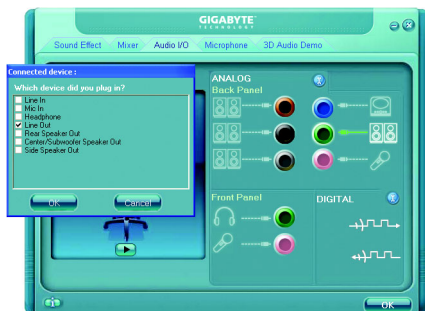 GIGABYTE™
TECHNOLOGY
Sound Effect Mixer Audio I/O Microphone 3D Audio Demo
Connected device :
Which device did you plug in?
Line In
Mic In
Headphone
Line Out
Rear Speaker Out
Center/Subwoofer Speaker Out
Side Speaker Out
OK Cancel
ANALOG
Back Panel
Front Panel
DIGITAL
OK